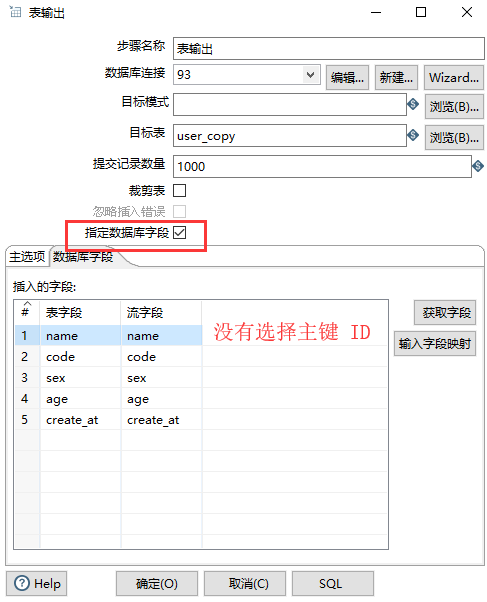 表输出
步骤名称 表输出
数据库连接 93 编辑... 新建... Wizard...
目标模式 浏览(B)...
目标表 user_copy 浏览(B)...
提交记录数量 1000
裁剪表
忽略插入错误
指定数据库字段
主选项 数据库字段
插入的字段:
# 表字段 流字段
1 name name
2 code code
3 sex sex
4 age age
5 create_at create_at
没有选择主键 ID
获取字段
输入字段映射
Help 确定(O) 取消(C) SQL